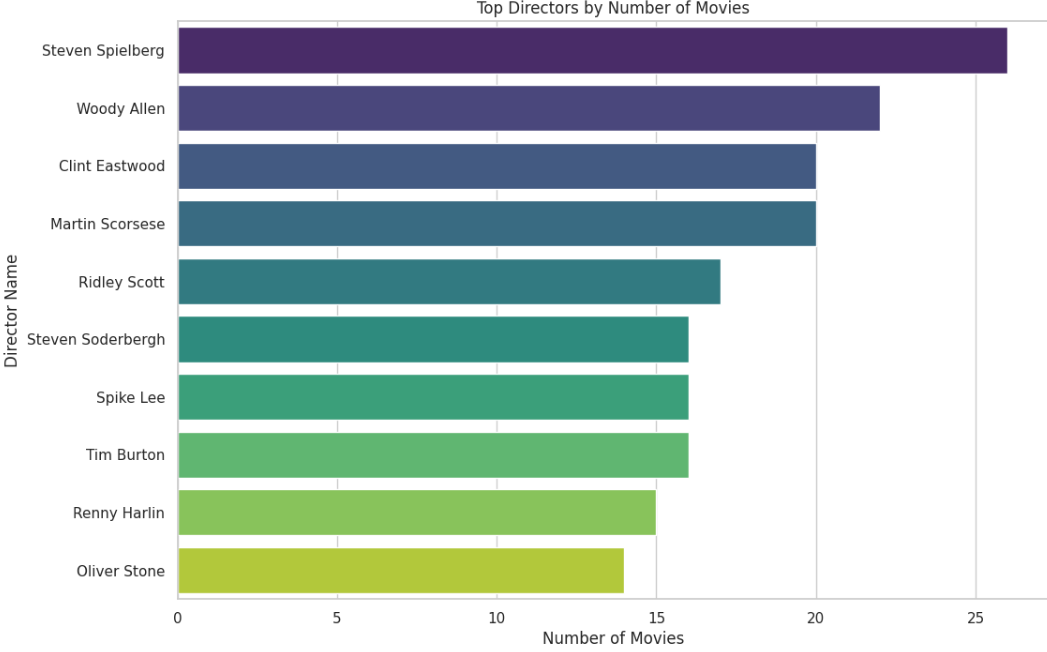 Top Directors by Number of Movies
Director Name
Steven Spielberg
Woody Allen
Clint Eastwood
Martin Scorsese
Ridley Scott
Steven Soderbergh
Spike Lee
Tim Burton
Renny Harlin
Oliver Stone
0 5 10 15 20 25
Number of Movies